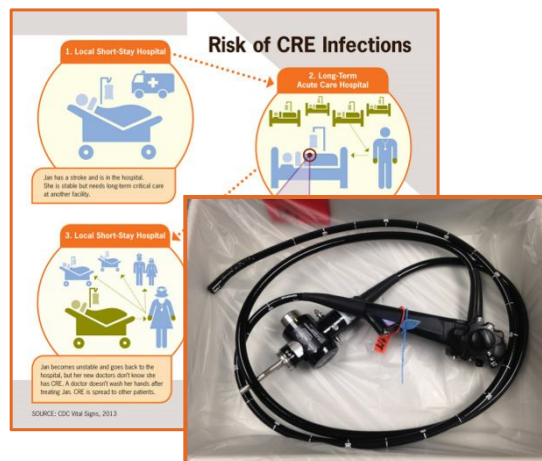 Risk of CRE Infections
1. Local Short-Stay Hospital
2. Long-Term
Acute Care Hospital
Jan has a stroke and is in the hospital.
She is stable but needs long-term critical care
at another facility.
3. Local Short-Stay Hospital
Jan becomes unstable and goes back to the
hospital, but her new doctors don't know she
has CRE. A doctor doesn't wash her hands after
treating Jan. CRE is spread to other patients.
SOURCE: CDC Vital Signs, 2013